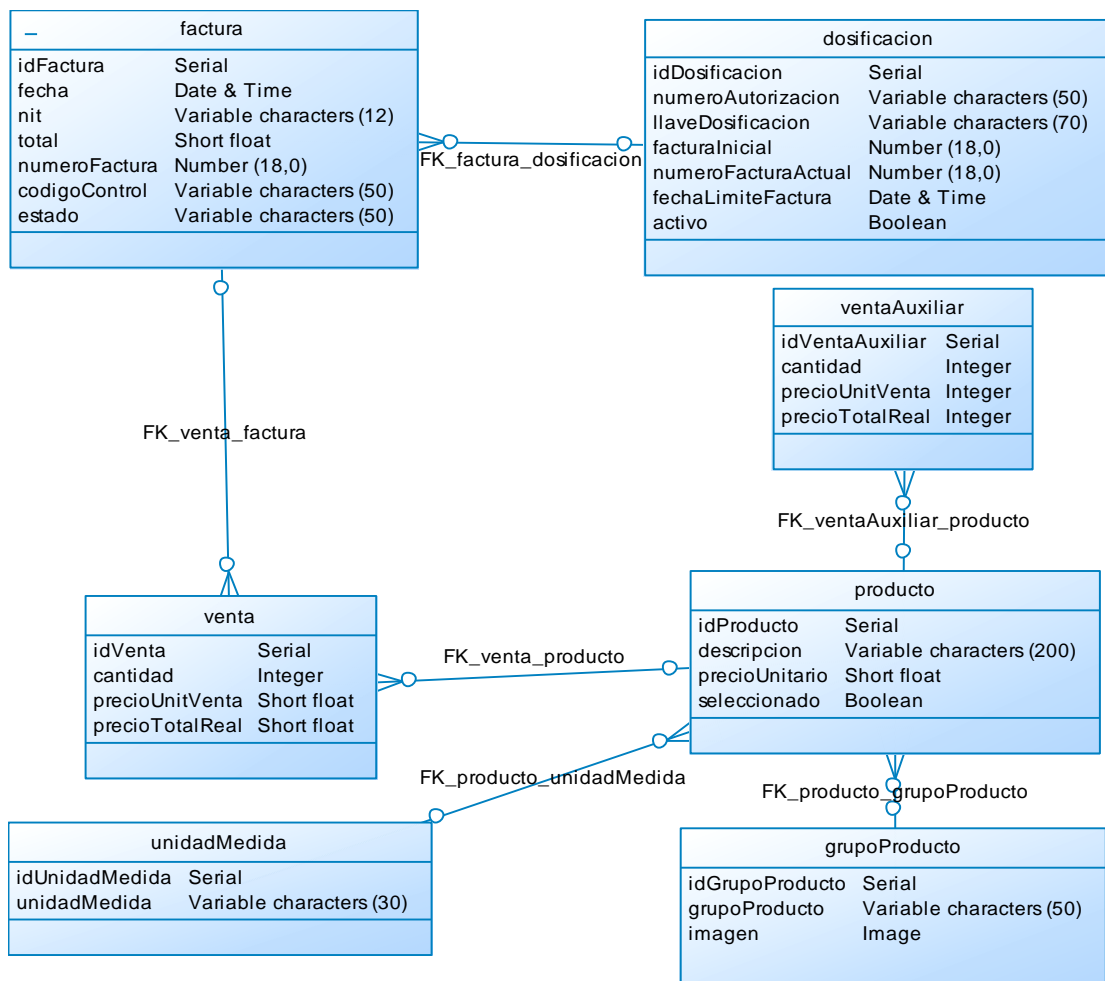 factura
idFactura Serial
fecha Date & Time
nit Variable characters (12)
total Short float
numeroFactura Number (18,0)
codigoControl Variable characters (50)
estado Variable characters (50)
dosificacion
idDosificacion Serial
numeroAutorizacion Variable characters (50)
llaveDosificacion Variable characters (70)
facturaInicial Number (18,0)
numeroFacturaActual Number (18,0)
fechaLimiteFactura Date & Time
activo Boolean
FK_factura_dosificacion
ventaAuxiliar
idVentaAuxiliar Serial
cantidad Integer
precioUnitVenta Integer
precioTotalReal Integer
FK_venta_factura
FK_ventaAuxiliar_producto
venta
idVenta Serial
cantidad Integer
precioUnitVenta Short float
precioTotalReal Short float
FK_venta_producto
producto
idProducto Serial
descripcion Variable characters (200)
precioUnitario Short float
seleccionado Boolean
FK_producto_unidadMedida
FK_producto_grupoProducto
unidadMedida
idUnidadMedida Serial
unidadMedida Variable characters (30)
grupoProducto
idGrupoProducto Serial
grupoProducto Variable characters (50)
imagen Image